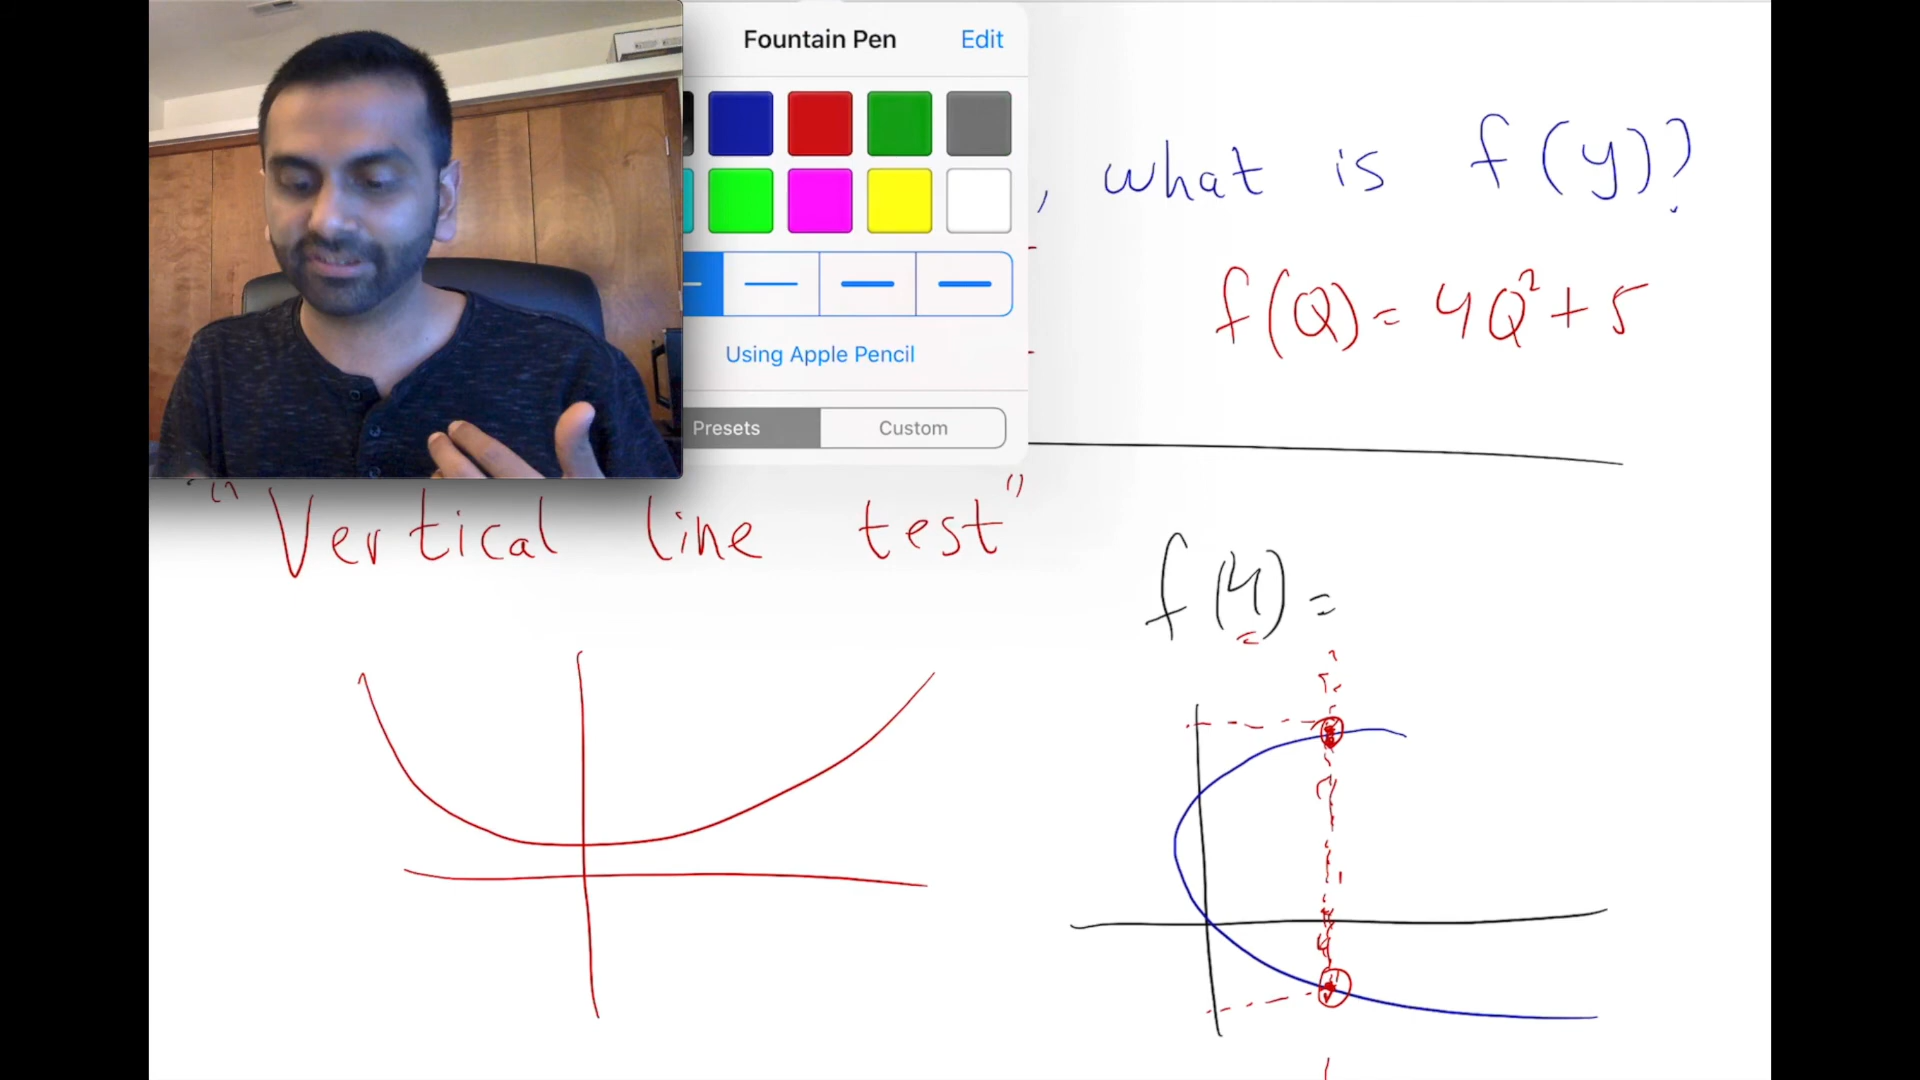 Fountain Pen Edit
, what is f(y)?
f(Q) = 4Q²+5
Using Apple Pencil
Presets Custom
"Vertical line test"
f(4) =